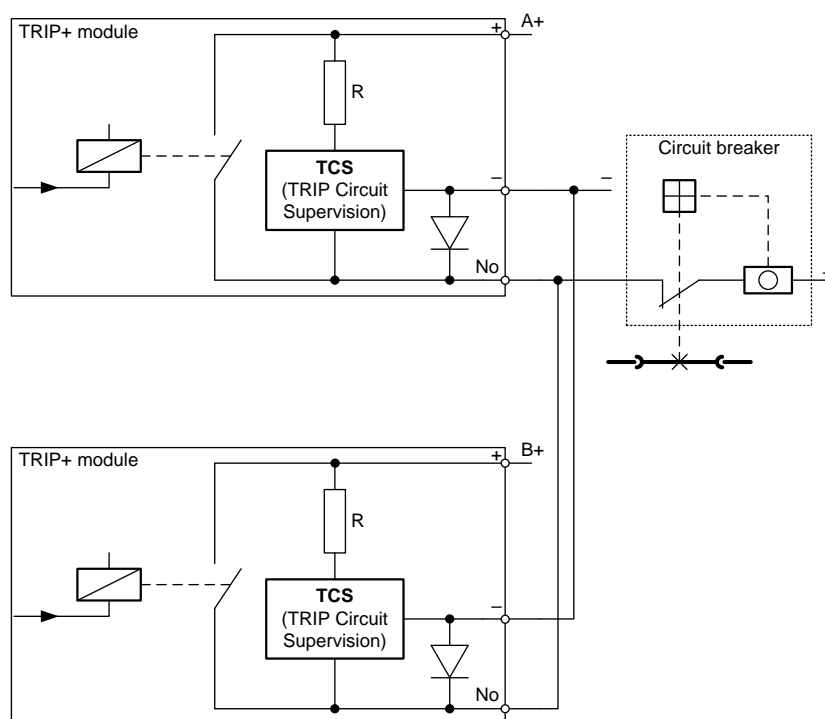 TRIP+ module
+
A+
R
TCS
(TRIP Circuit
Supervision)
–
–
No
Circuit breaker
–
TRIP+ module
+
B+
R
TCS
(TRIP Circuit
Supervision)
–
No